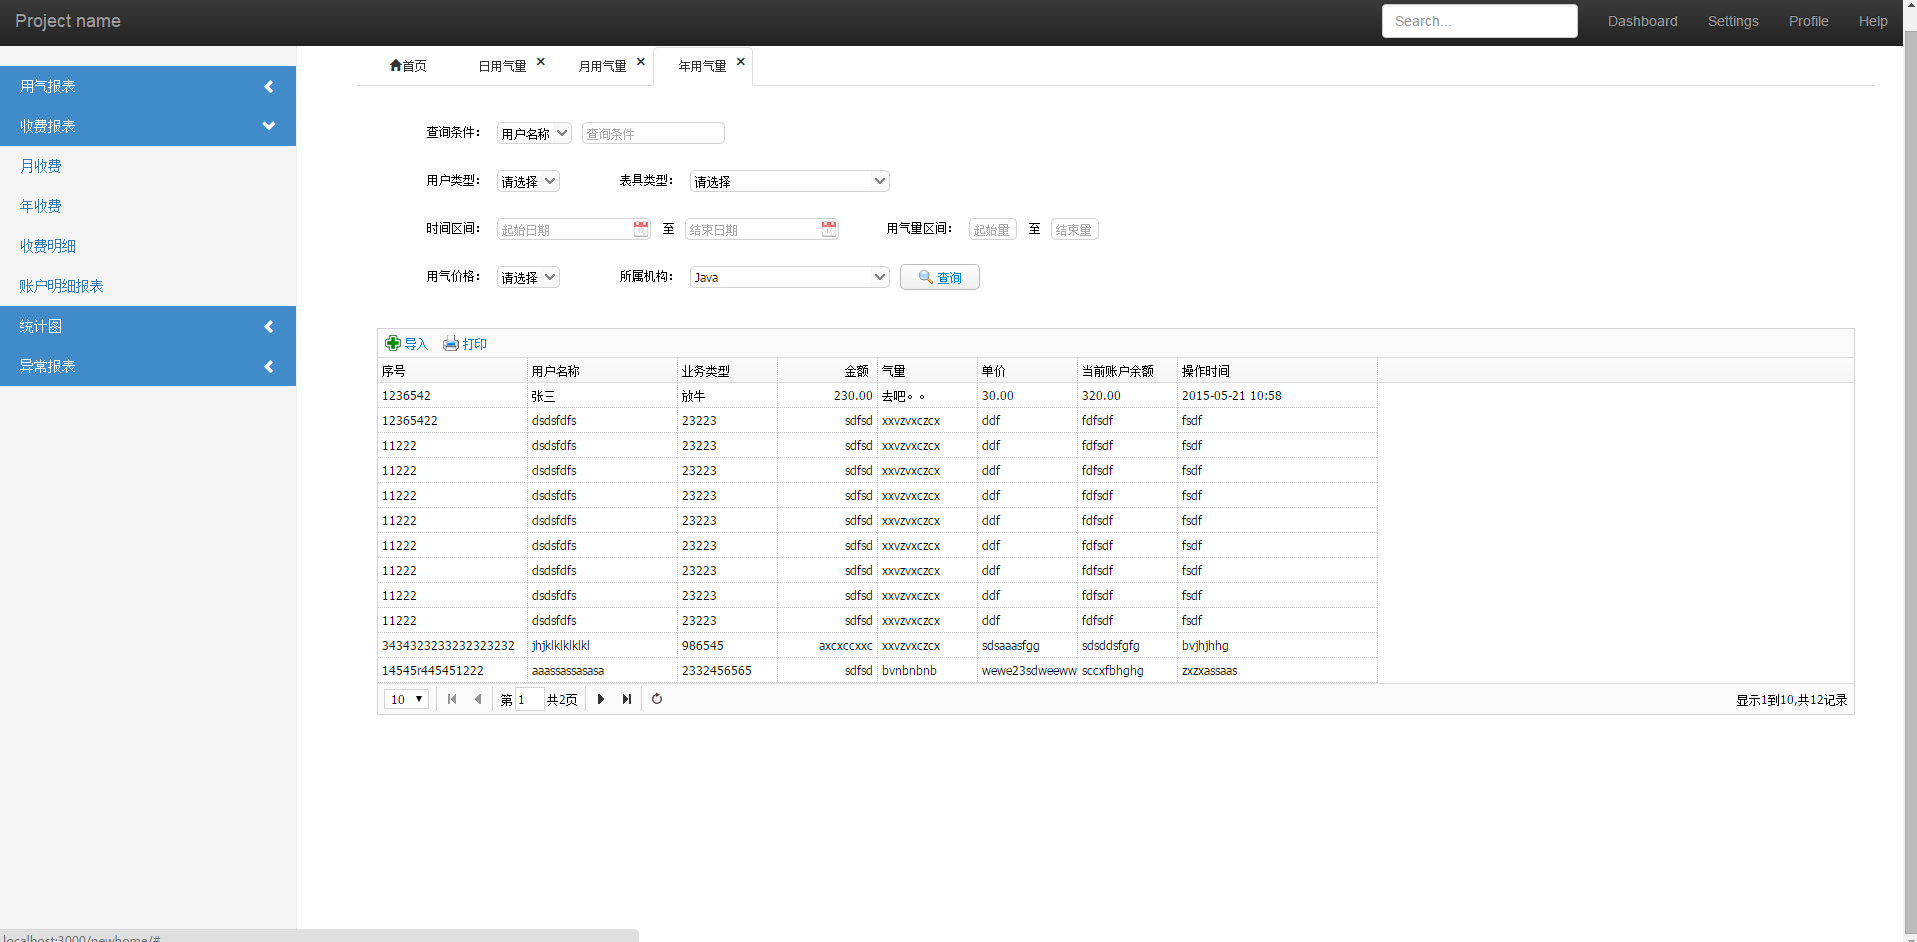 Project name Search... Dashboard Settings Profile Help
首页 日用气量 月用气量 年用气量
用气报表
收费报表
月收费
年收费
收费明细
账户明细报表
统计图
异常报表
查询条件： 用户名称 查询条件
用户类型： 请选择 表具类型： 请选择
时间区间： 起始日期 至 结束日期 用气量区间： 起始量 至 结束量
用气价格： 请选择 所属机构： Java 查询
导入 打印
序号 用户名称 业务类型 金额 气量 单价 当前账户余额 操作时间
1236542 张三 放牛 230.00 去吧。。 30.00 320.00 2015-05-21 10:58
12365422 dsdsfdfs 23223 sdfsd xxvzvxczcx ddf fdfsdf fsdf
11222 dsdsfdfs 23223 sdfsd xxvzvxczcx ddf fdfsdf fsdf
11222 dsdsfdfs 23223 sdfsd xxvzvxczcx ddf fdfsdf fsdf
11222 dsdsfdfs 23223 sdfsd xxvzvxczcx ddf fdfsdf fsdf
11222 dsdsfdfs 23223 sdfsd xxvzvxczcx ddf fdfsdf fsdf
11222 dsdsfdfs 23223 sdfsd xxvzvxczcx ddf fdfsdf fsdf
11222 dsdsfdfs 23223 sdfsd xxvzvxczcx ddf fdfsdf fsdf
11222 dsdsfdfs 23223 sdfsd xxvzvxczcx ddf fdfsdf fsdf
11222 dsdsfdfs 23223 sdfsd xxvzvxczcx ddf fdfsdf fsdf
3434323233232323232 jhjklklklklkl 986545 axcxccxxc xxvzvxczcx sdsaaasfgg sdsddsfgfg bvjhjhhg
14545r445451222 aaassassasasa 2332456565 sdfsd bvnbnbnb wewe23sdweeww sccxfbhghg zxzxassaas
10 第 1 共2页 显示1到10,共12记录
localhost:3000/newhome/#